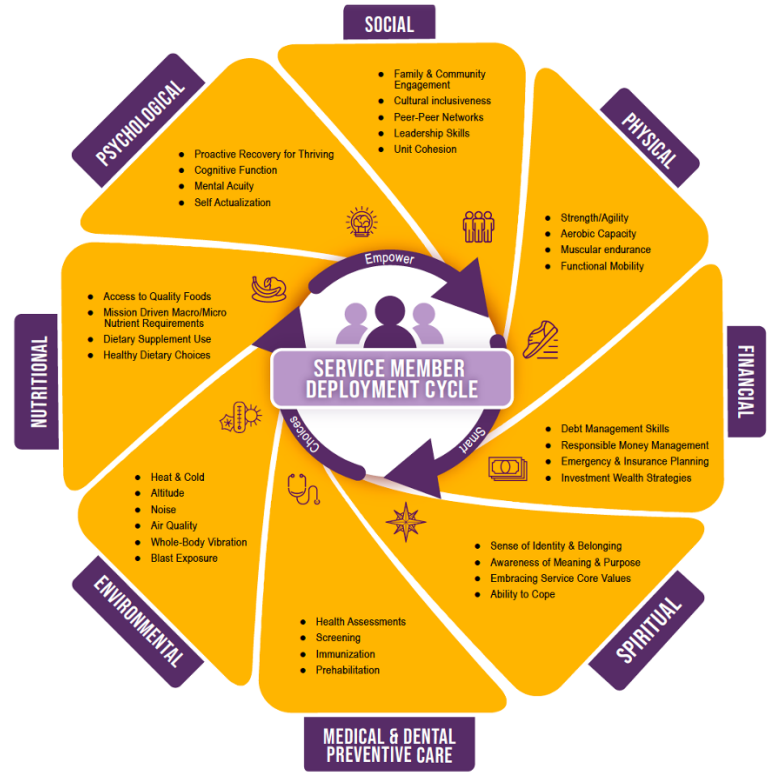 SOCIAL
● Family & Community
Engagement
● Cultural inclusiveness
● Peer-Peer Networks
● Leadership Skills
● Unit Cohesion
PHYSICAL
● Strength/Agility
● Aerobic Capacity
● Muscular endurance
● Functional Mobility
FINANCIAL
● Debt Management Skills
● Responsible Money Management
● Emergency & Insurance Planning
● Investment Wealth Strategies
SPIRITUAL
● Sense of Identity & Belonging
● Awareness of Meaning & Purpose
● Embracing Service Core Values
● Ability to Cope
MEDICAL & DENTAL
PREVENTIVE CARE
● Health Assessments
● Screening
● Immunization
● Prehabilitation
ENVIRONMENTAL
● Heat & Cold
● Altitude
● Noise
● Air Quality
● Whole-Body Vibration
● Blast Exposure
NUTRITIONAL
● Access to Quality Foods
● Mission Driven Macro/Micro
Nutrient Requirements
● Dietary Supplement Use
● Healthy Dietary Choices
PSYCHOLOGICAL
● Proactive Recovery for Thriving
● Cognitive Function
● Mental Acuity
● Self Actualization
Empower
Smart
Choices
SERVICE MEMBER
DEPLOYMENT CYCLE